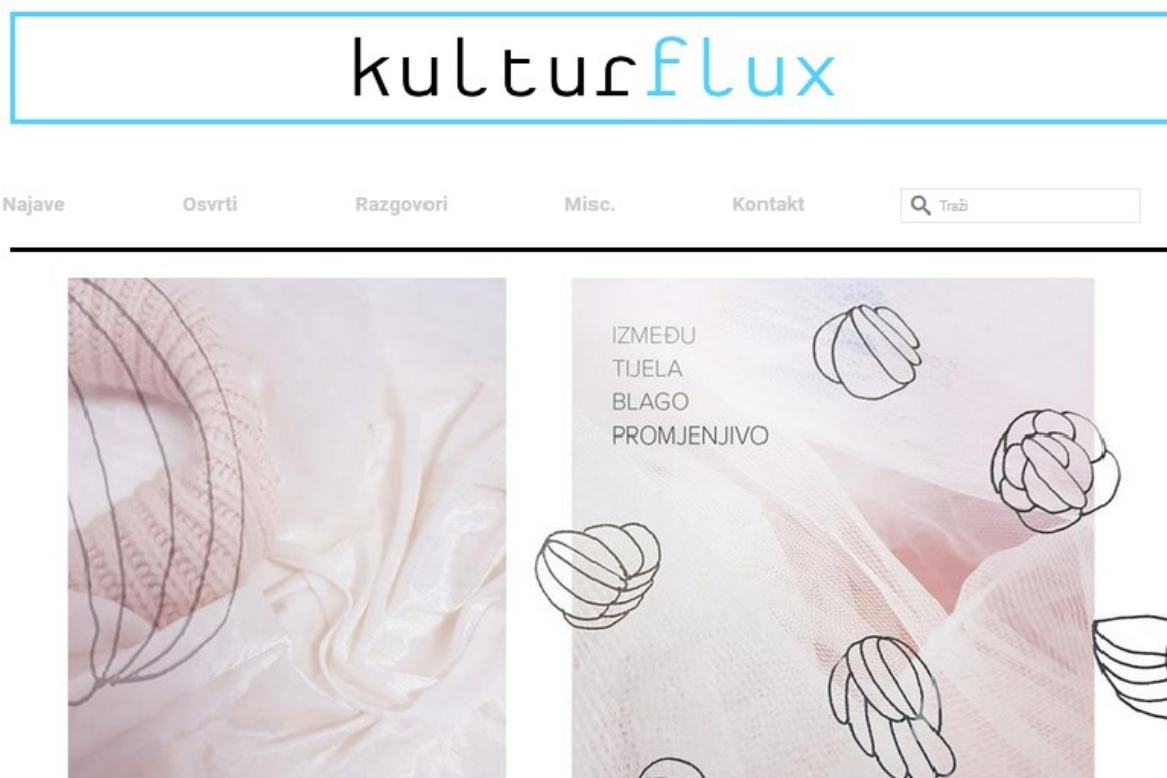 kulturflux
Najave Osvrti Razgovori Misc. Kontakt Traži
IZMEĐU
TIJELA
BLAGO
PROMJENJIVO